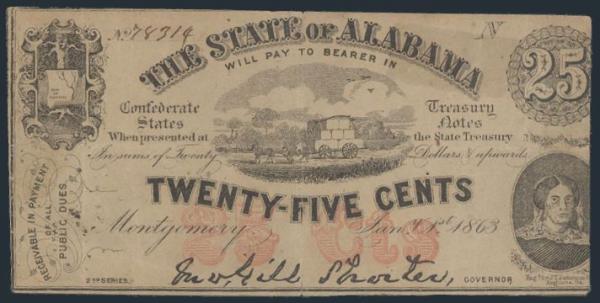 No. 78314 N
THE STATE OF ALABAMA
WILL PAY TO BEARER IN
25
Confederate States Treasury Notes
When presented at the State Treasury
In sums of Twenty Dollars, & upwards.
TWENTY-FIVE CENTS
25 CTS
Montgomery Jany. 1st. 1863
RECEIVABLE IN PAYMENT
OF ALL
PUBLIC DUES.
2nd SERIES.
Jno. Gill Shorter, GOVERNOR.